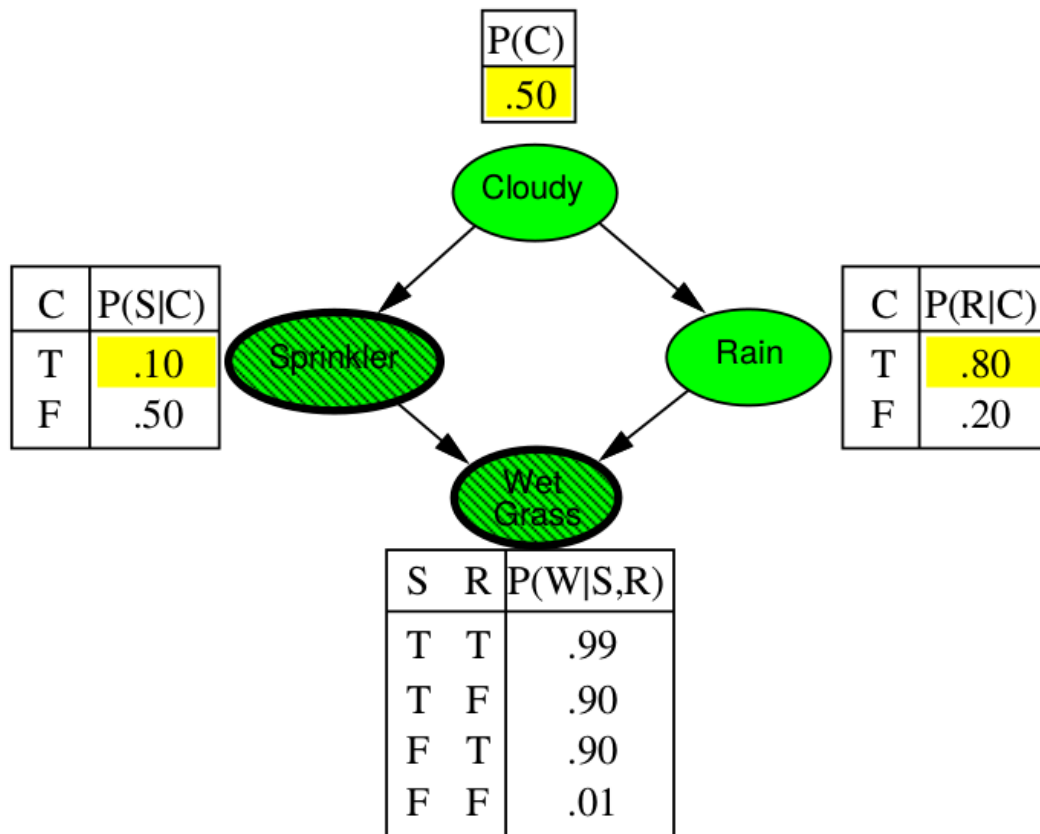 P(C)
.50
Cloudy
C P(S|C)
T .10
F .50
Sprinkler
Rain
C P(R|C)
T .80
F .20
Wet
Grass
S R P(W|S,R)
T T .99
T F .90
F T .90
F F .01